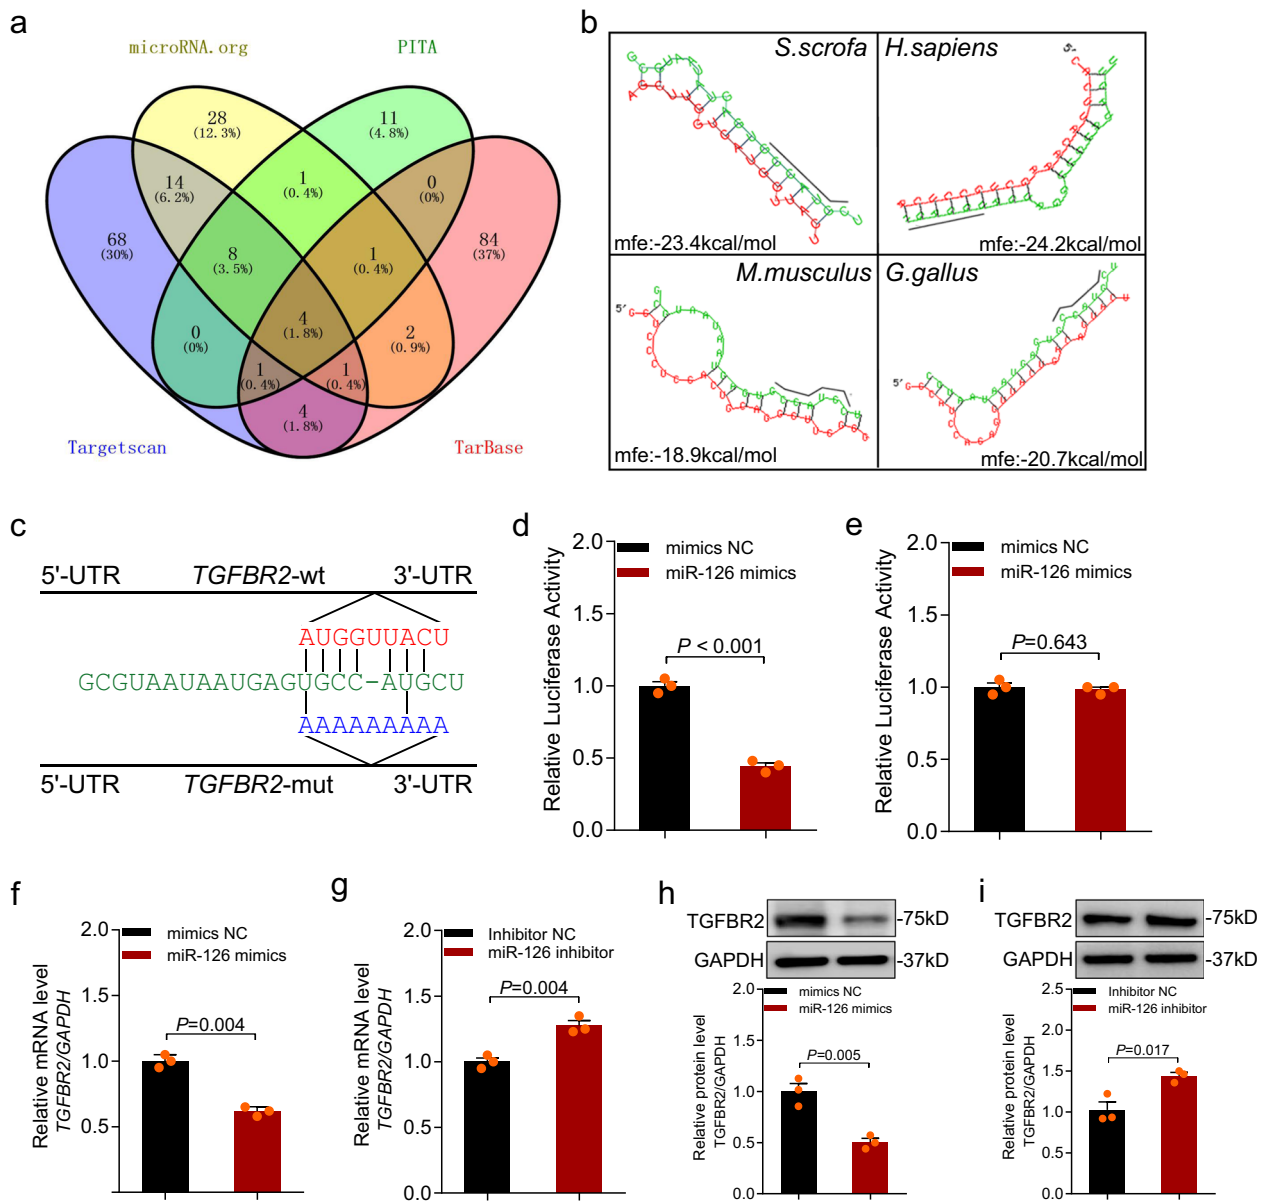 a
microRNA.org
PITA
28
(12.3%)
11
(4.8%)
14
(6.2%)
1
(0.4%)
0
(0%)
68
(30%)
8
(3.5%)
1
(0.4%)
84
(37%)
0
(0%)
4
(1.8%)
2
(0.9%)
1
(0.4%)
1
(0.4%)
4
(1.8%)
Targetscan
TarBase
b
S.scrofa
mfe:-23.4kcal/mol
H.sapiens
5'
mfe:-24.2kcal/mol
M.musculus
5'
mfe:-18.9kcal/mol
G.gallus
5'
mfe:-20.7kcal/mol
c
5'-UTR TGFBR2-wt 3'-UTR
AUGGUUACU
GCGUAAUAAUGAGUGCC-AUGCU
AAAAAAAAA
5'-UTR TGFBR2-mut 3'-UTR
d
Relative Luciferase Activity
mimics NC
miR-126 mimics
P < 0.001
2.0
1.5
1.0
0.5
0.0
e
Relative Luciferase Activity
mimics NC
miR-126 mimics
P=0.643
2.0
1.5
1.0
0.5
0.0
f
Relative mRNA level
TGFBR2/GAPDH
mimics NC
miR-126 mimics
P=0.004
2.0
1.5
1.0
0.5
g
Relative mRNA level
TGFBR2/GAPDH
Inhibitor NC
miR-126 inhibitor
P=0.004
2.0
1.5
1.0
0.5
0.0
h
TGFBR2 -75kD
GAPDH -37kD
Relative protein level
TGFBR2/GAPDH
mimics NC
miR-126 mimics
P=0.005
2.0
1.5
1.0
0.5
0.0
i
TGFBR2 -75kD
GAPDH -37kD
Relative protein level
TGFBR2/GAPDH
Inhibitor NC
miR-126 inhibitor
P=0.017
2.5
2.0
1.5
1.0
0.5
0.0